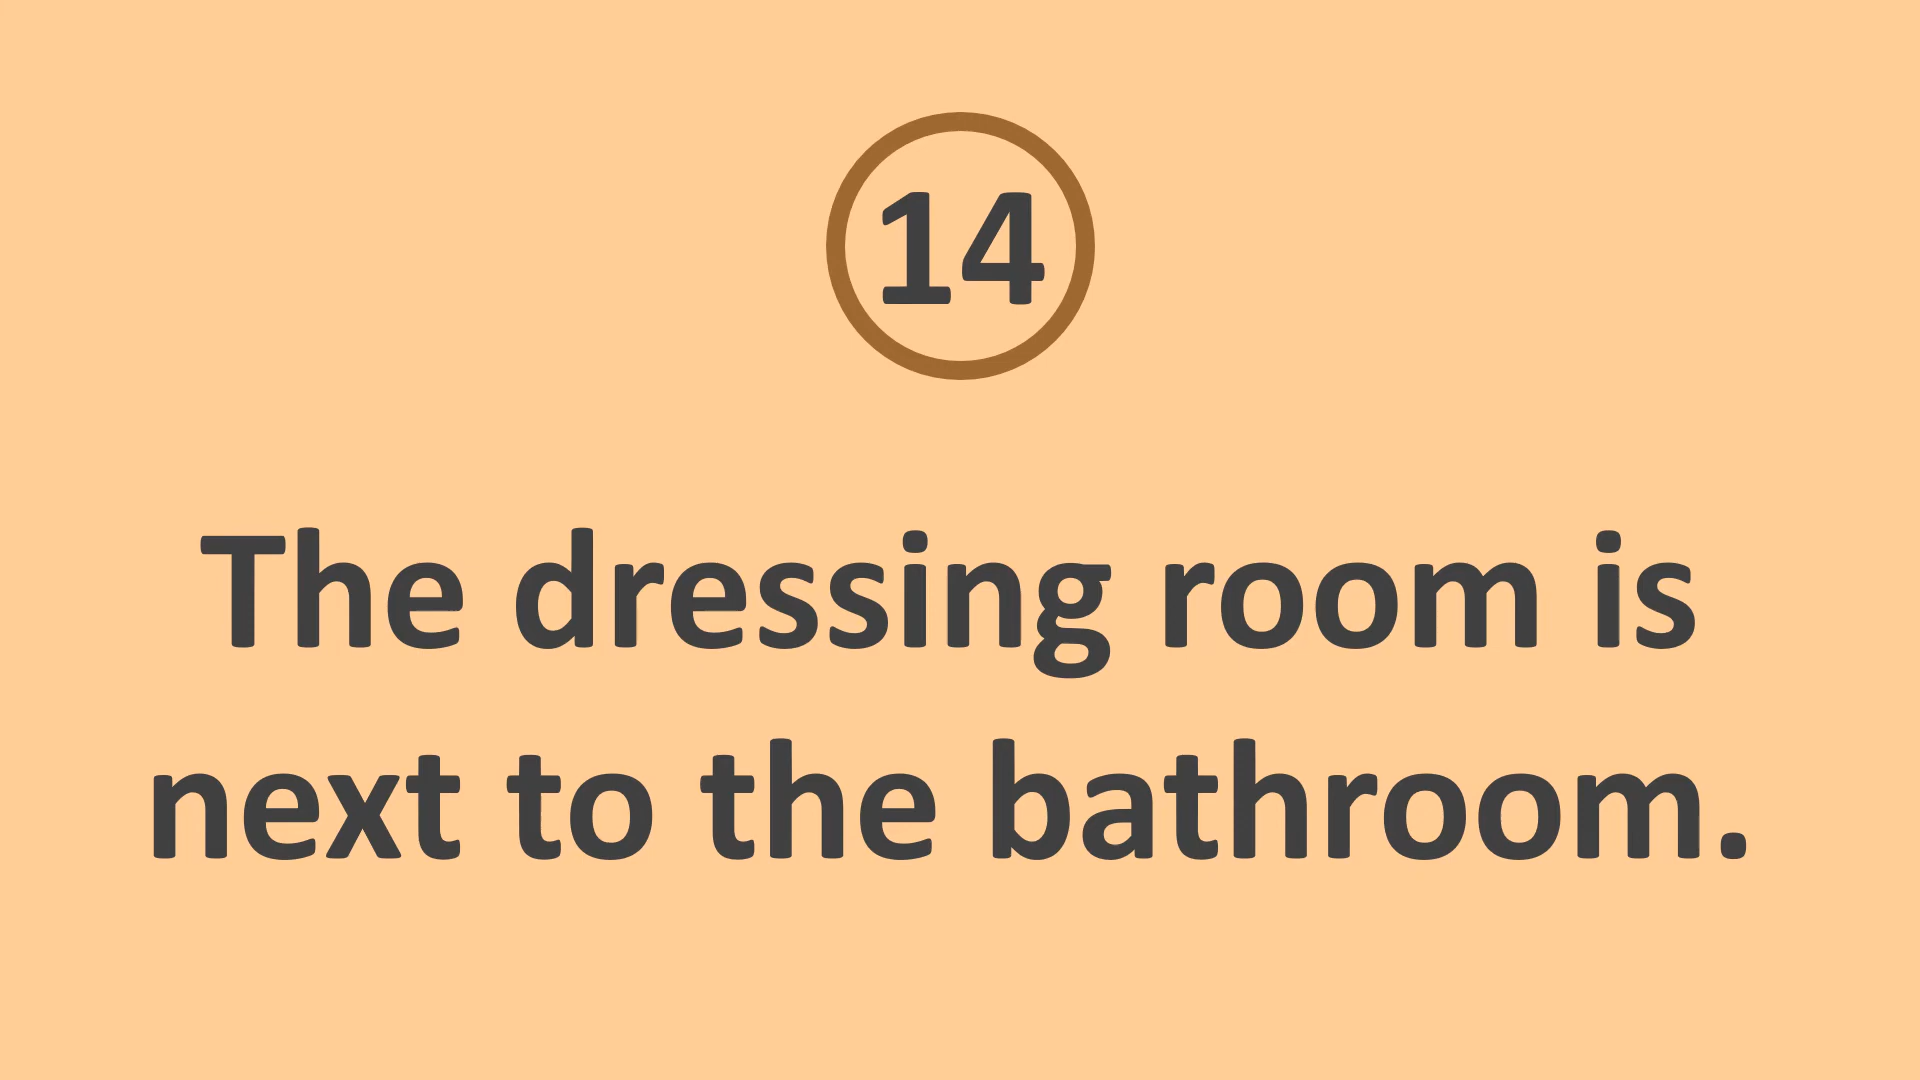 14
The dressing room is
next to the bathroom.